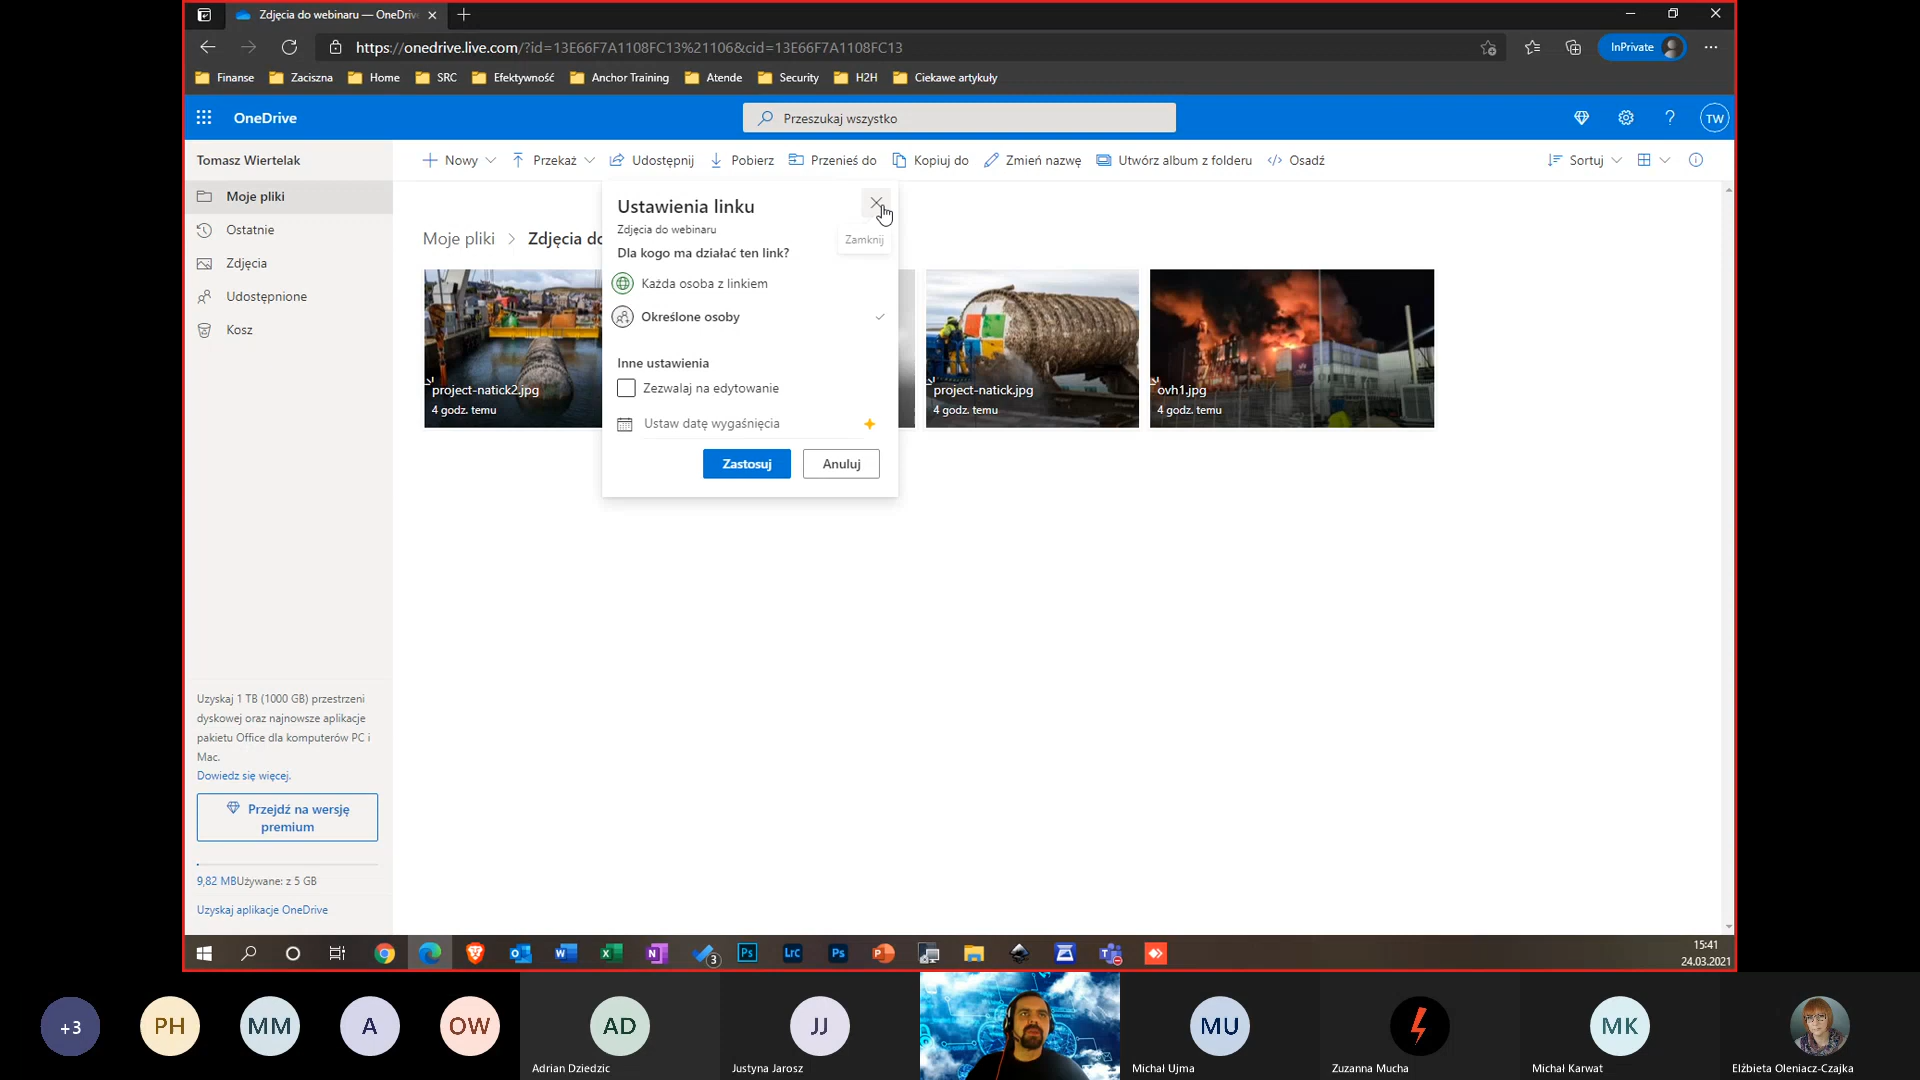 Zdjęcia do webinaru — OneDriv
https://onedrive.live.com/?id=13E66F7A1108FC13%21106&cid=13E66F7A1108FC13
InPrivate
Finanse Zaciszna Home SRC Efektywność Anchor Training Atende Security H2H Ciekawe artykuły
OneDrive
Przeszukaj wszystko
TW
Tomasz Wiertelak
Nowy Przekaż Udostępnij Pobierz Przenieś do Kopiuj do Zmień nazwę Utwórz album z folderu Osadź
Sortuj
Moje pliki
Ostatnie
Zdjęcia
Udostępnione
Kosz
Moje pliki > Zdjęcia do
Ustawienia linku
Zdjęcia do webinaru
Zamknij
Dla kogo ma działać ten link?
Każda osoba z linkiem
Określone osoby
Inne ustawienia
Zezwalaj na edytowanie
Ustaw datę wygaśnięcia
Zastosuj
Anuluj
project-natick2.jpg
4 godz. temu
project-natick.jpg
4 godz. temu
ovh1.jpg
4 godz. temu
Uzyskaj 1 TB (1000 GB) przestrzeni
dyskowej oraz najnowsze aplikacje
pakietu Office dla komputerów PC i
Mac.
Dowiedz się więcej.
Przejdź na wersję
premium
9,82 MBUżywane: z 5 GB
Uzyskaj aplikacje OneDrive
3
Ps
LrC
Ps
15:41
24.03.2021
+3
PH
MM
A
OW
AD
Adrian Dziedzic
JJ
Justyna Jarosz
MU
Michał Ujma
Zuzanna Mucha
MK
Michał Karwat
Elżbieta Oleniacz-Czajka